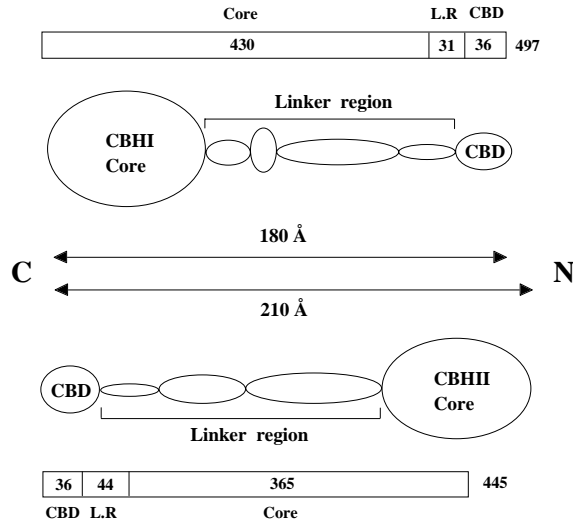 Core L.R CBD
430 31 36 497
Linker region
CBHI
Core
CBD
180 Å
C N
210 Å
CBD
CBHII
Core
Linker region
36 44 365 445
CBD L.R Core